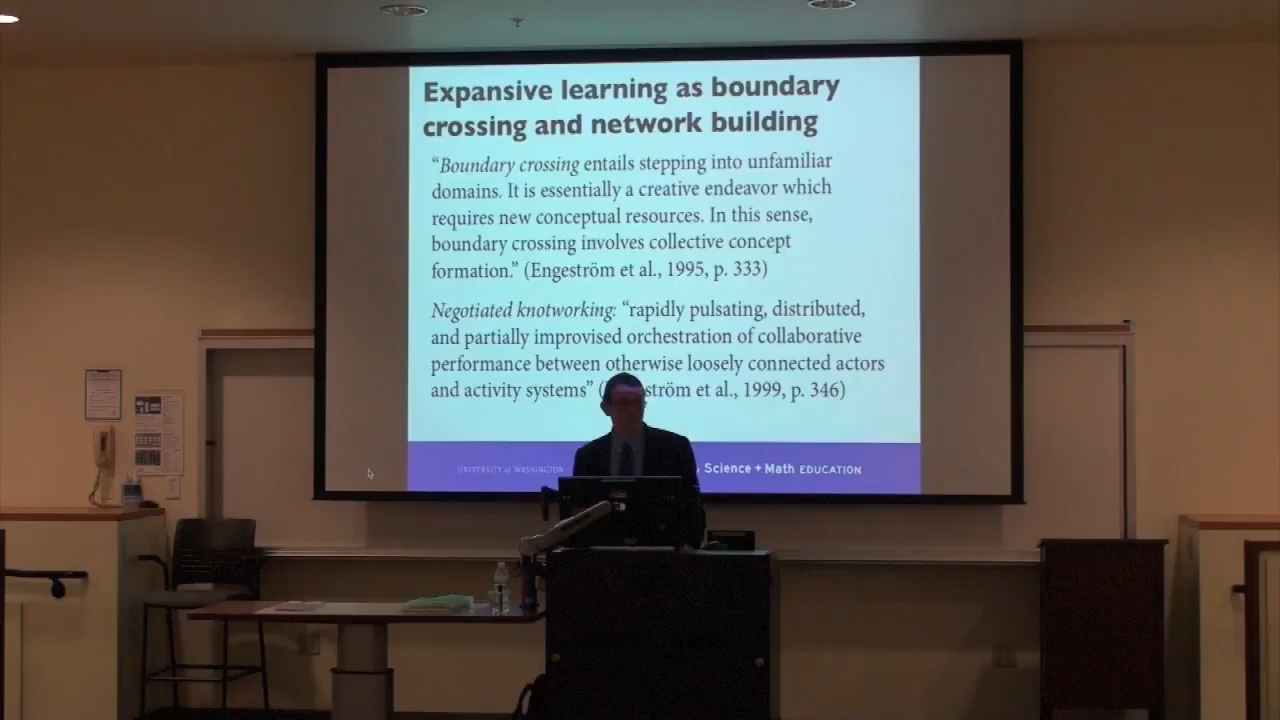 Expansive learning as boundary
crossing and network building
“Boundary crossing entails stepping into unfamiliar
domains. It is essentially a creative endeavor which
requires new conceptual resources. In this sense,
boundary crossing involves collective concept
formation.” (Engeström et al., 1995, p. 333)
Negotiated knotworking: “rapidly pulsating, distributed,
and partially improvised orchestration of collaborative
performance between otherwise loosely connected actors
and activity systems” ( ström et al., 1999, p. 346)
UNIVERSITY of WASHINGTON
Science + Math EDUCATION